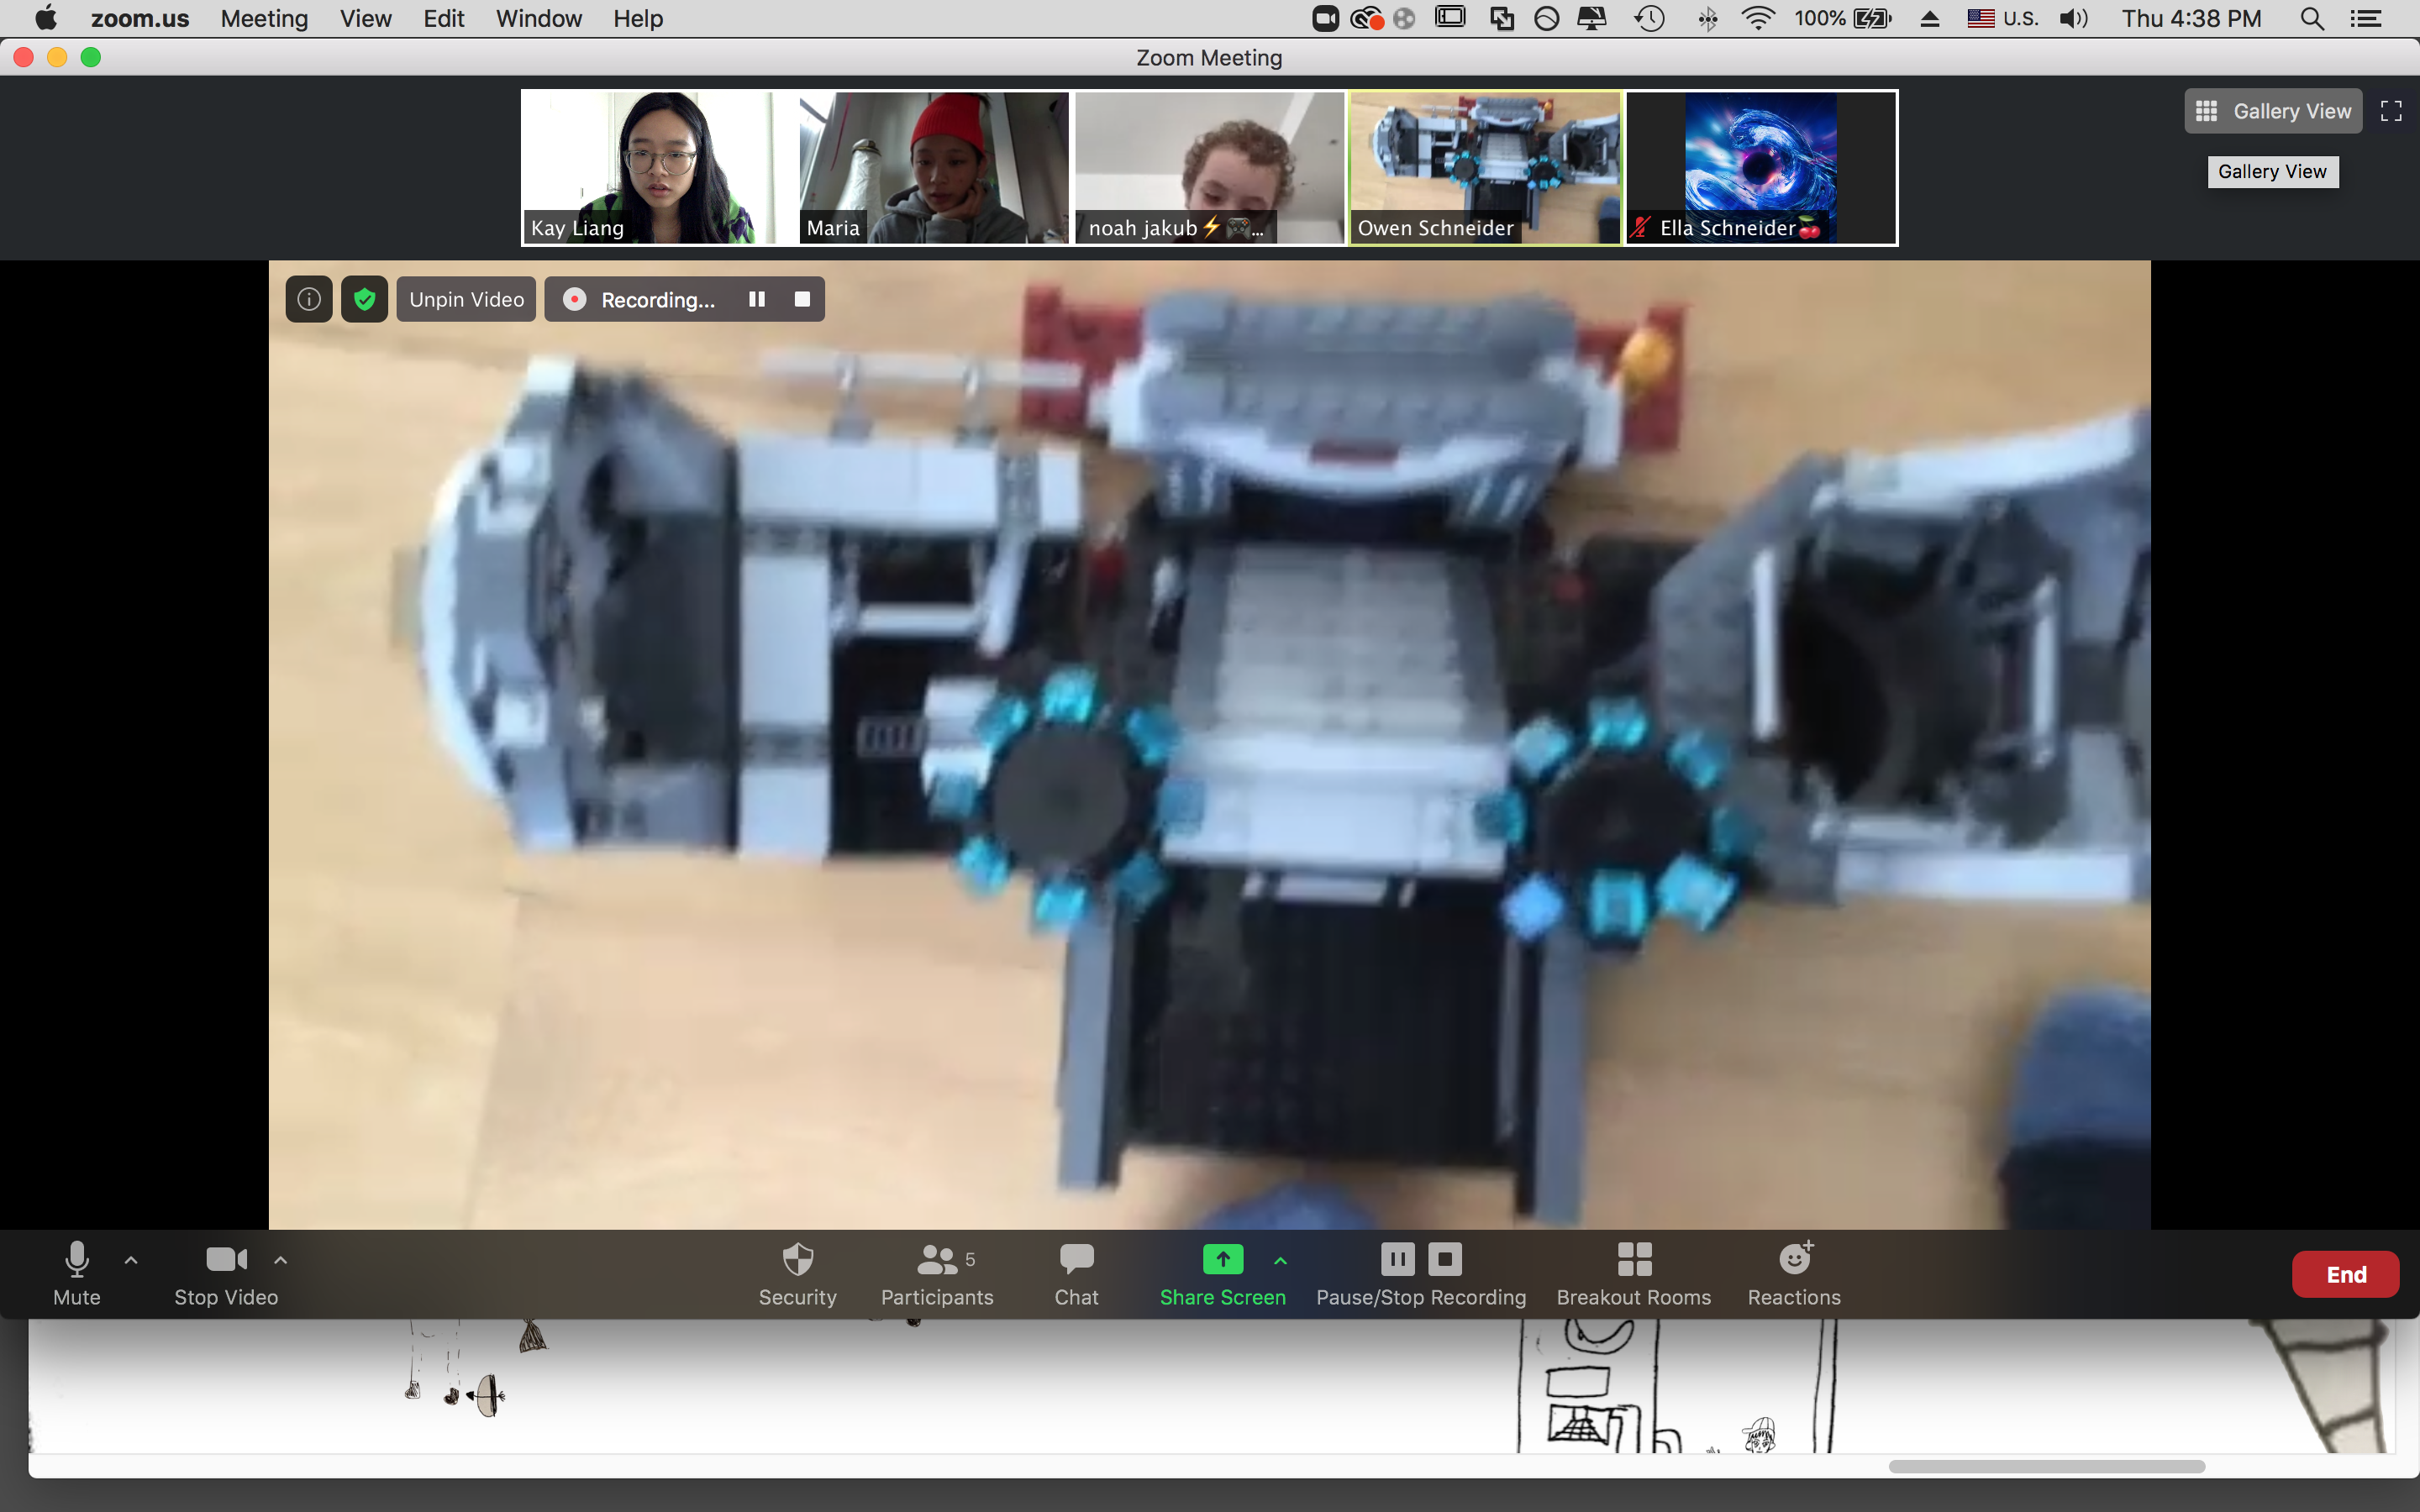 zoom.us Meeting View Edit Window Help 100% U.S. Thu 4:38 PM
Zoom Meeting
Gallery View
Gallery View
Kay Liang
Maria
noah jakub⚡🎮...
Owen Schneider
Ella Schneider🍒
Unpin Video
Recording...
5
Mute
Stop Video
Security
Participants
Chat
Share Screen
Pause/Stop Recording
Breakout Rooms
Reactions
End